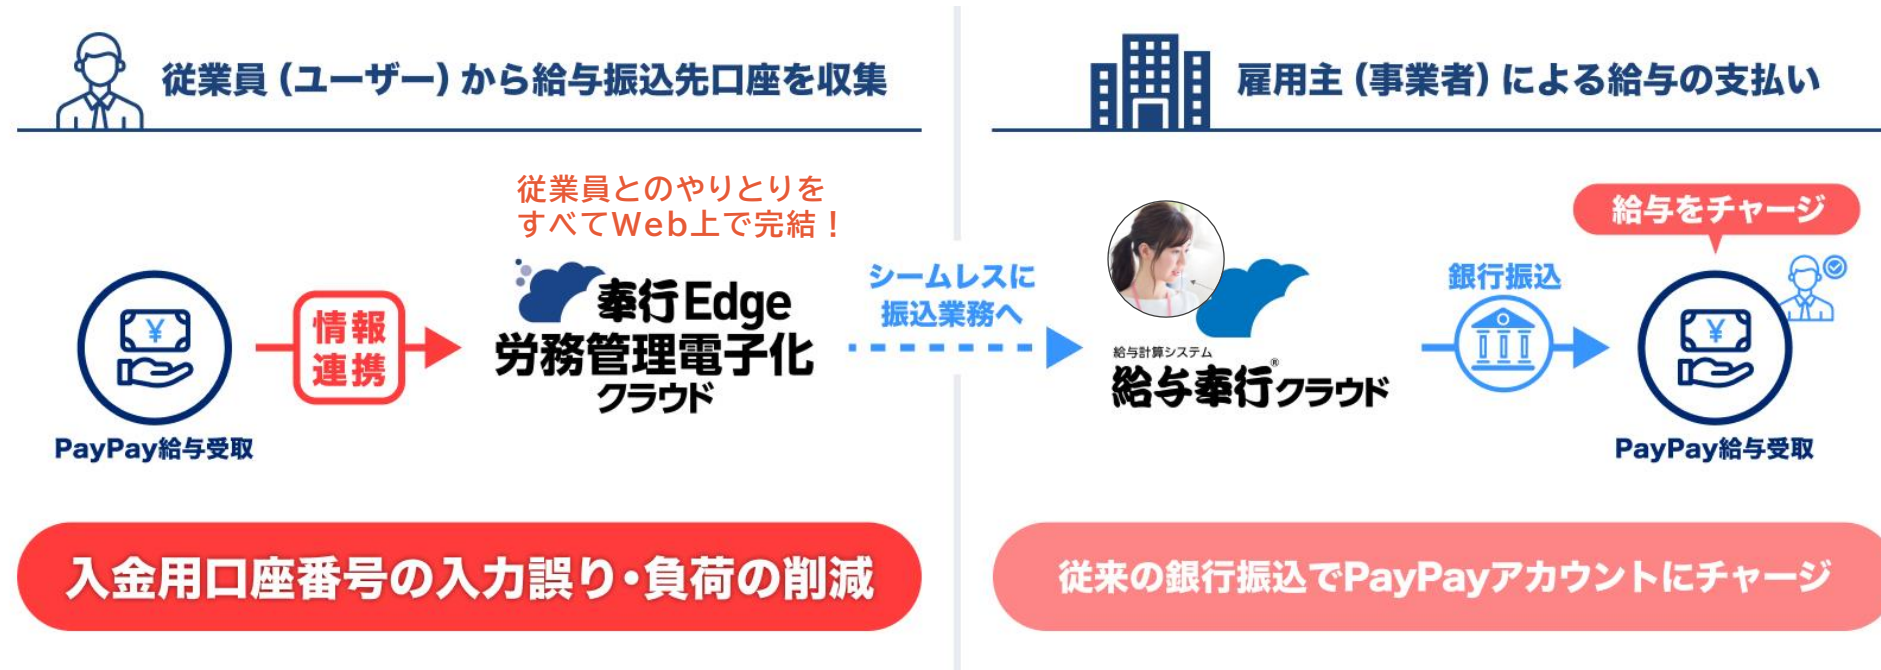 従業員(ユーザー)から給与振込先口座を収集
従業員とのやりとりを
すべてWeb上で完結！
¥
情報
連携
PayPay給与受取
奉行Edge
労務管理電子化
クラウド
シームレスに
振込業務へ
入金用口座番号の入力誤り・負荷の削減
雇用主(事業者)による給与の支払い
給与計算システム
給与奉行®クラウド
銀行振込
給与をチャージ
¥
PayPay給与受取
従来の銀行振込でPayPayアカウントにチャージ